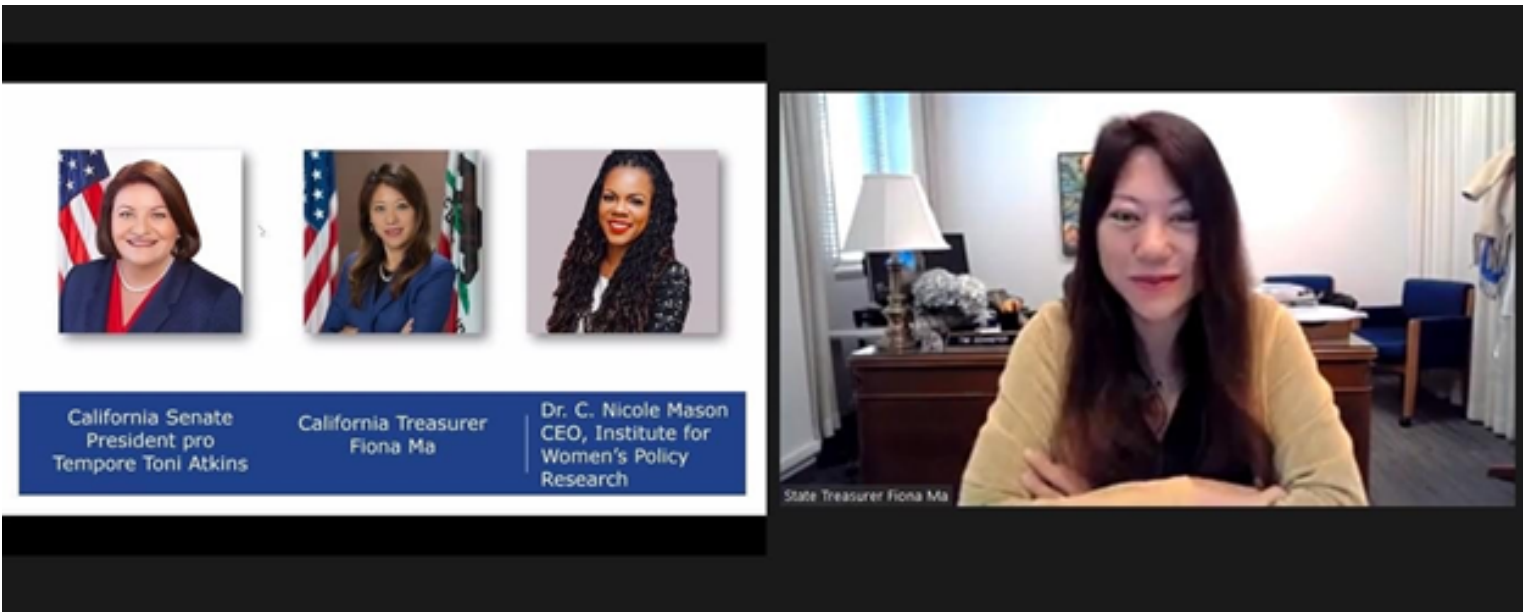 California Senate
President pro
Tempore Toni Atkins
California Treasurer
Fiona Ma
Dr. C. Nicole Mason
CEO, Institute for
Women's Policy
Research
State Treasurer Fiona Ma